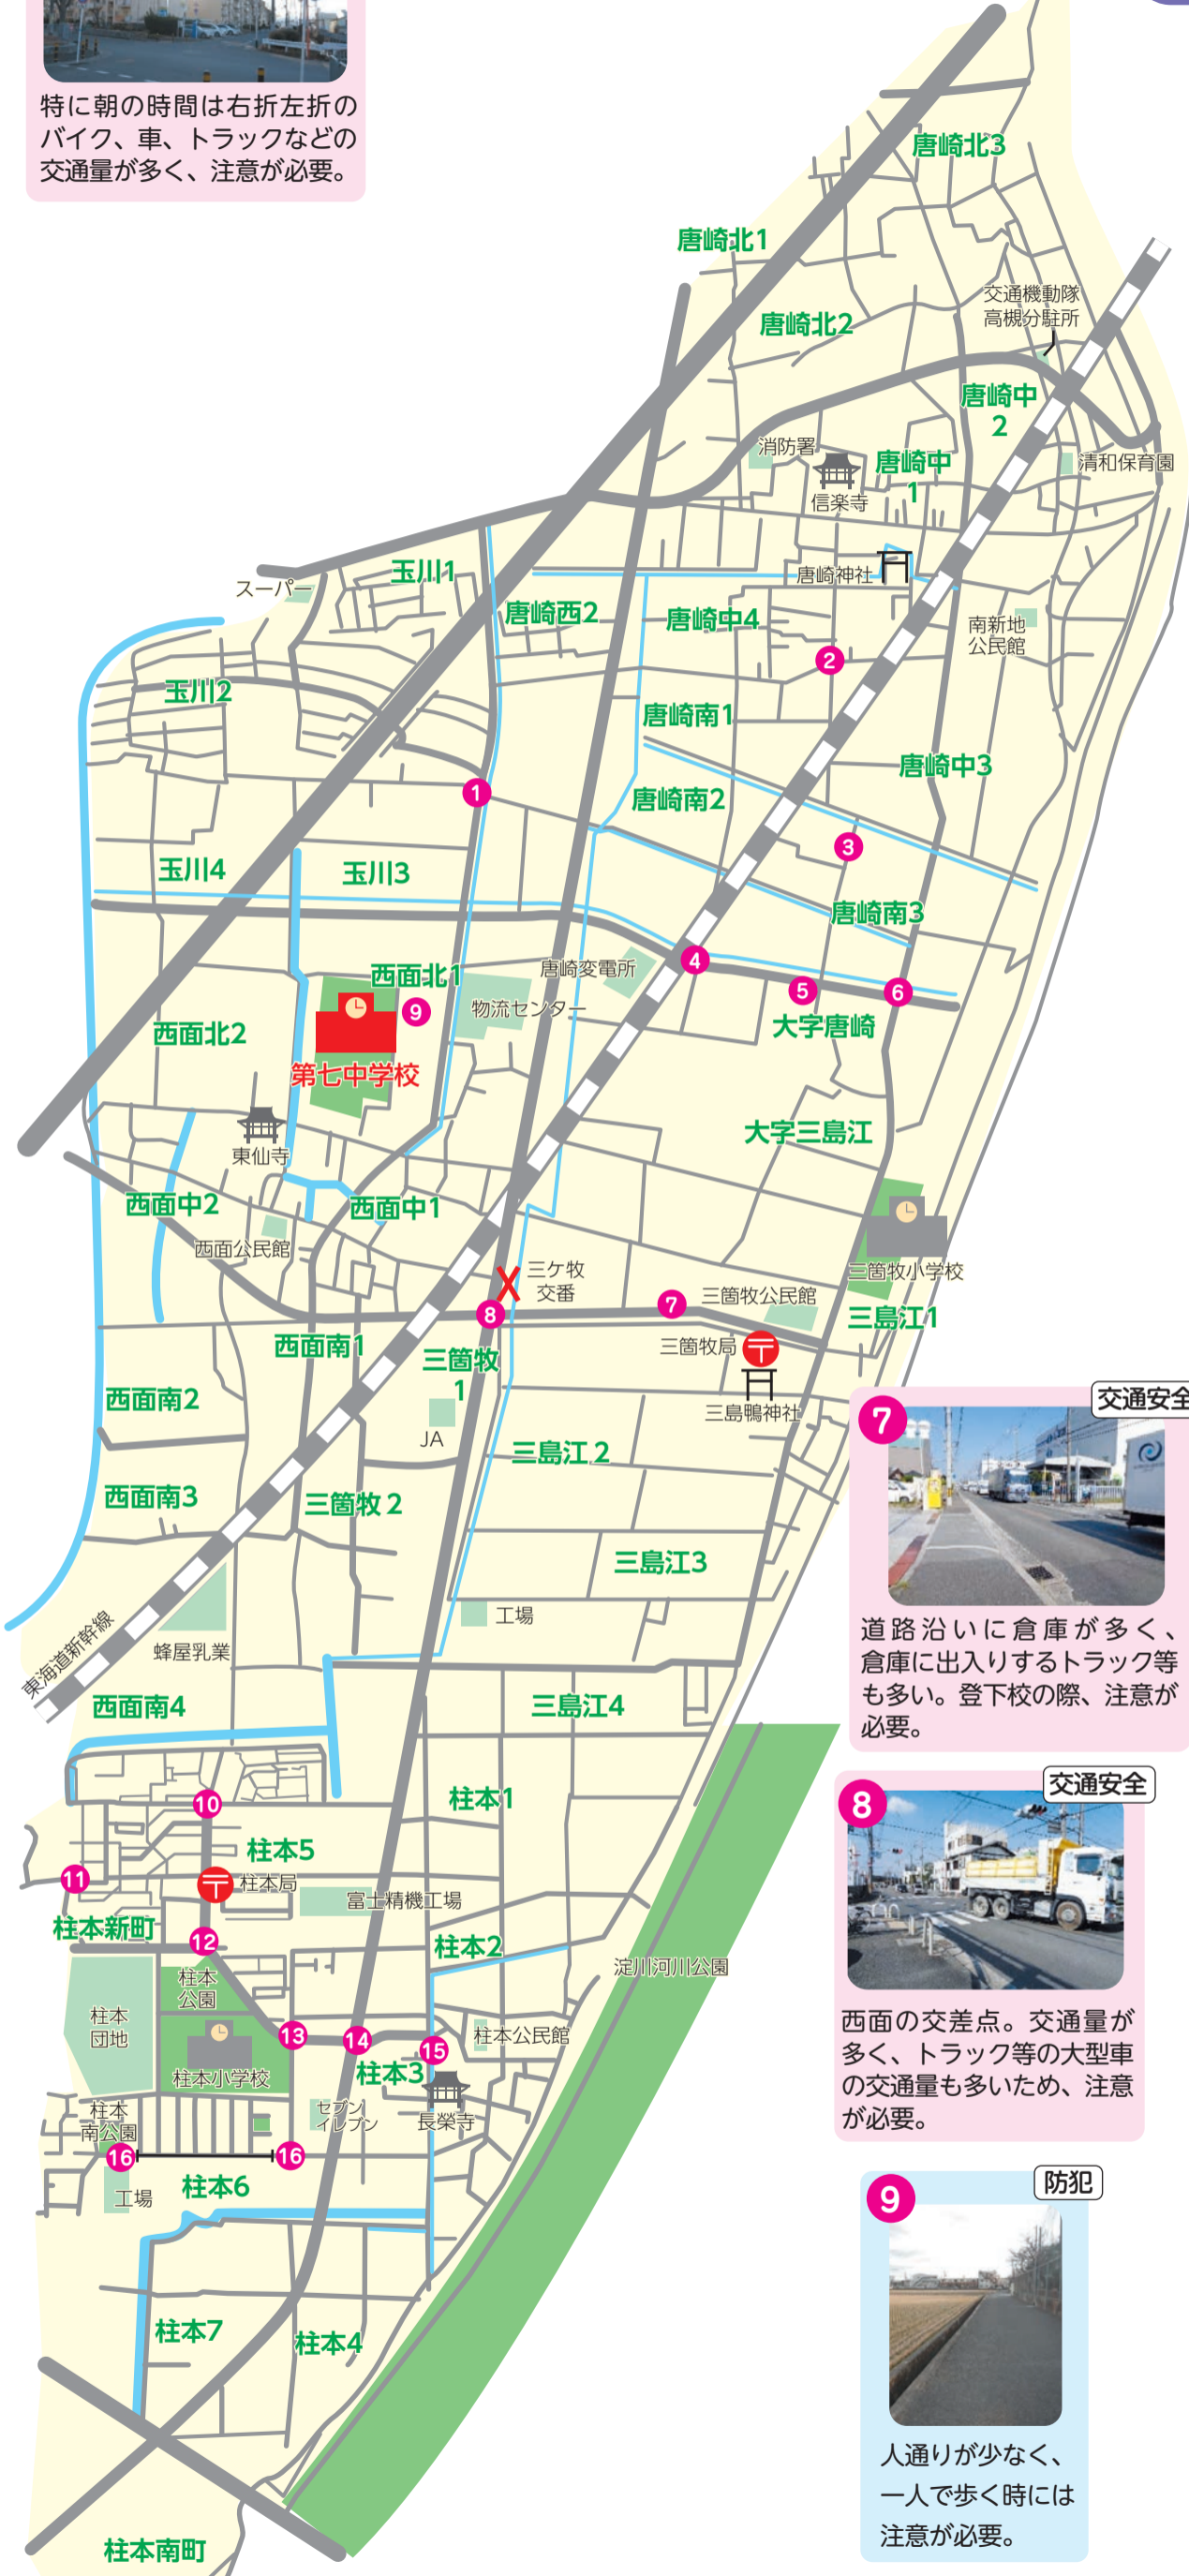 特に朝の時間は右折左折の
バイク、車、トラックなどの
交通量が多く、注意が必要。
唐崎北3
唐崎北1
交通機動隊
高槻分駐所
唐崎北2
唐崎中
2
消防署
唐崎中
1
清和保育園
信楽寺
玉川1
唐崎神社
スーパー
唐崎西2
唐崎中4
南新地
公民館
2
玉川2
唐崎南1
唐崎中3
1
唐崎南2
3
玉川4
玉川3
唐崎南3
4
唐崎変電所
西面北1
5
6
9
物流センター
大字唐崎
西面北2
第七中学校
大字三島江
東仙寺
西面中2
西面中1
西面公民館
三箇牧小学校
三ケ牧
交番
7
三箇牧公民館
8
三島江1
西面南1
三箇牧局
三箇牧
1
西面南2
三島鴨神社
JA
三島江2
西面南3
三箇牧2
三島江3
工場
東海道新幹線
蜂屋乳業
西面南4
三島江4
柱本1
10
柱本5
11
柱本局
富士精機工場
柱本新町
12
柱本2
淀川河川公園
柱本
公園
柱本
団地
13
14
15
柱本公民館
柱本小学校
柱本3
柱本
南公園
セブン
イレブン
長榮寺
16
16
柱本6
工場
柱本7
柱本4
柱本南町
7
交通安全
道路沿いに倉庫が多く、
倉庫に出入りするトラック等
も多い。登下校の際、注意が
必要。
8
交通安全
西面の交差点。交通量が
多く、トラック等の大型車
の交通量も多いため、注意
が必要。
9
防犯
人通りが少なく、
一人で歩く時には
注意が必要。